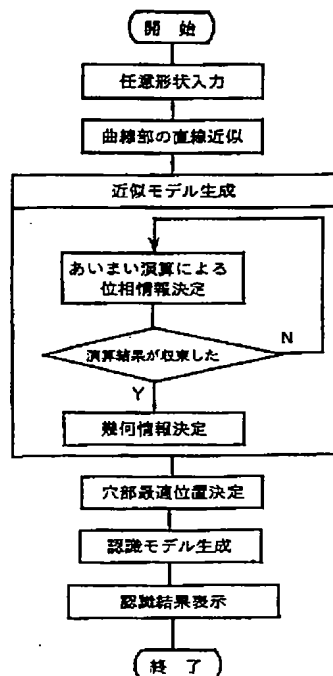 開 始
任意形状入力
曲線部の直線近似
近似モデル生成
あいまい演算による
位相情報決定
演算結果が収束した
N
Y
幾何情報決定
穴部最適位置決定
認識モデル生成
認識結果表示
終 了